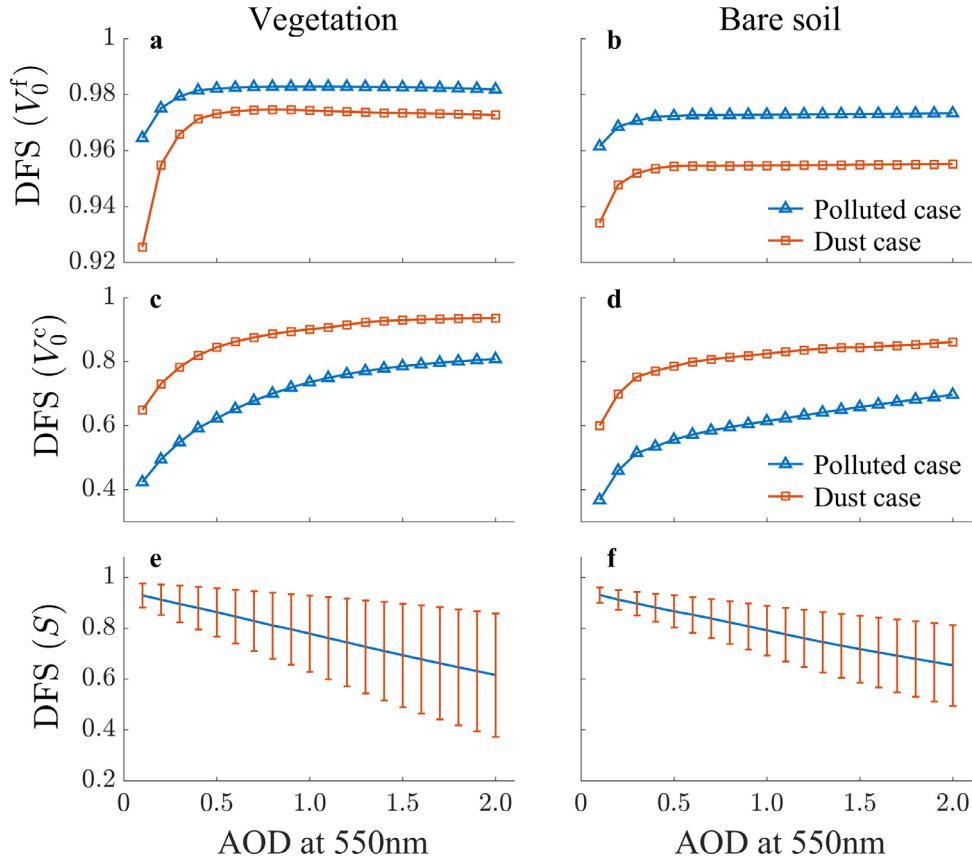 Vegetation
Bare soil
a
b
1
0.98
0.96
0.94
0.92
DFS (V₀ᶠ)
Polluted case
Dust case
c
d
1
0.8
0.6
0.4
DFS (V₀ᶜ)
Polluted case
Dust case
e
f
1
0.8
0.6
0.4
0.2
DFS (S)
0 0.5 1.0 1.5 2.0
0 0.5 1.0 1.5 2.0
AOD at 550nm
AOD at 550nm